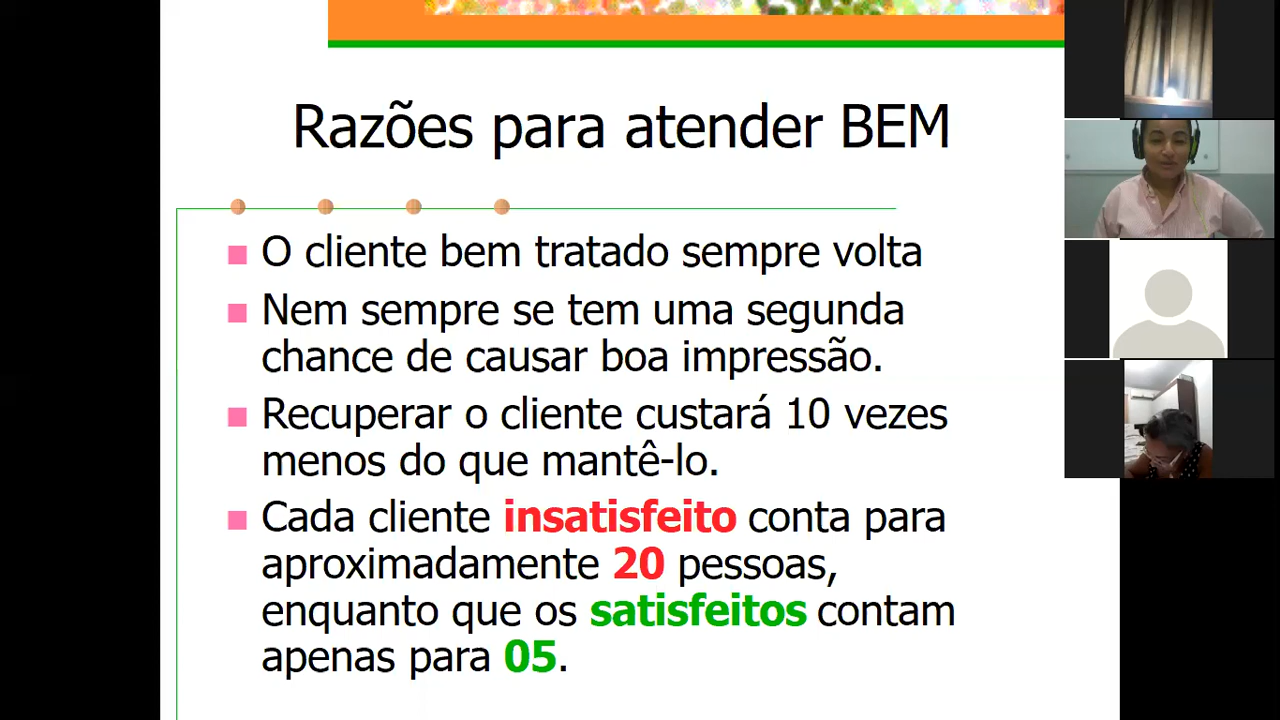 Razões para atender BEM
O cliente bem tratado sempre volta
Nem sempre se tem uma segunda
chance de causar boa impressão.
Recuperar o cliente custará 10 vezes
menos do que mantê-lo.
Cada cliente insatisfeito conta para
aproximadamente 20 pessoas,
enquanto que os satisfeitos contam
apenas para 05.